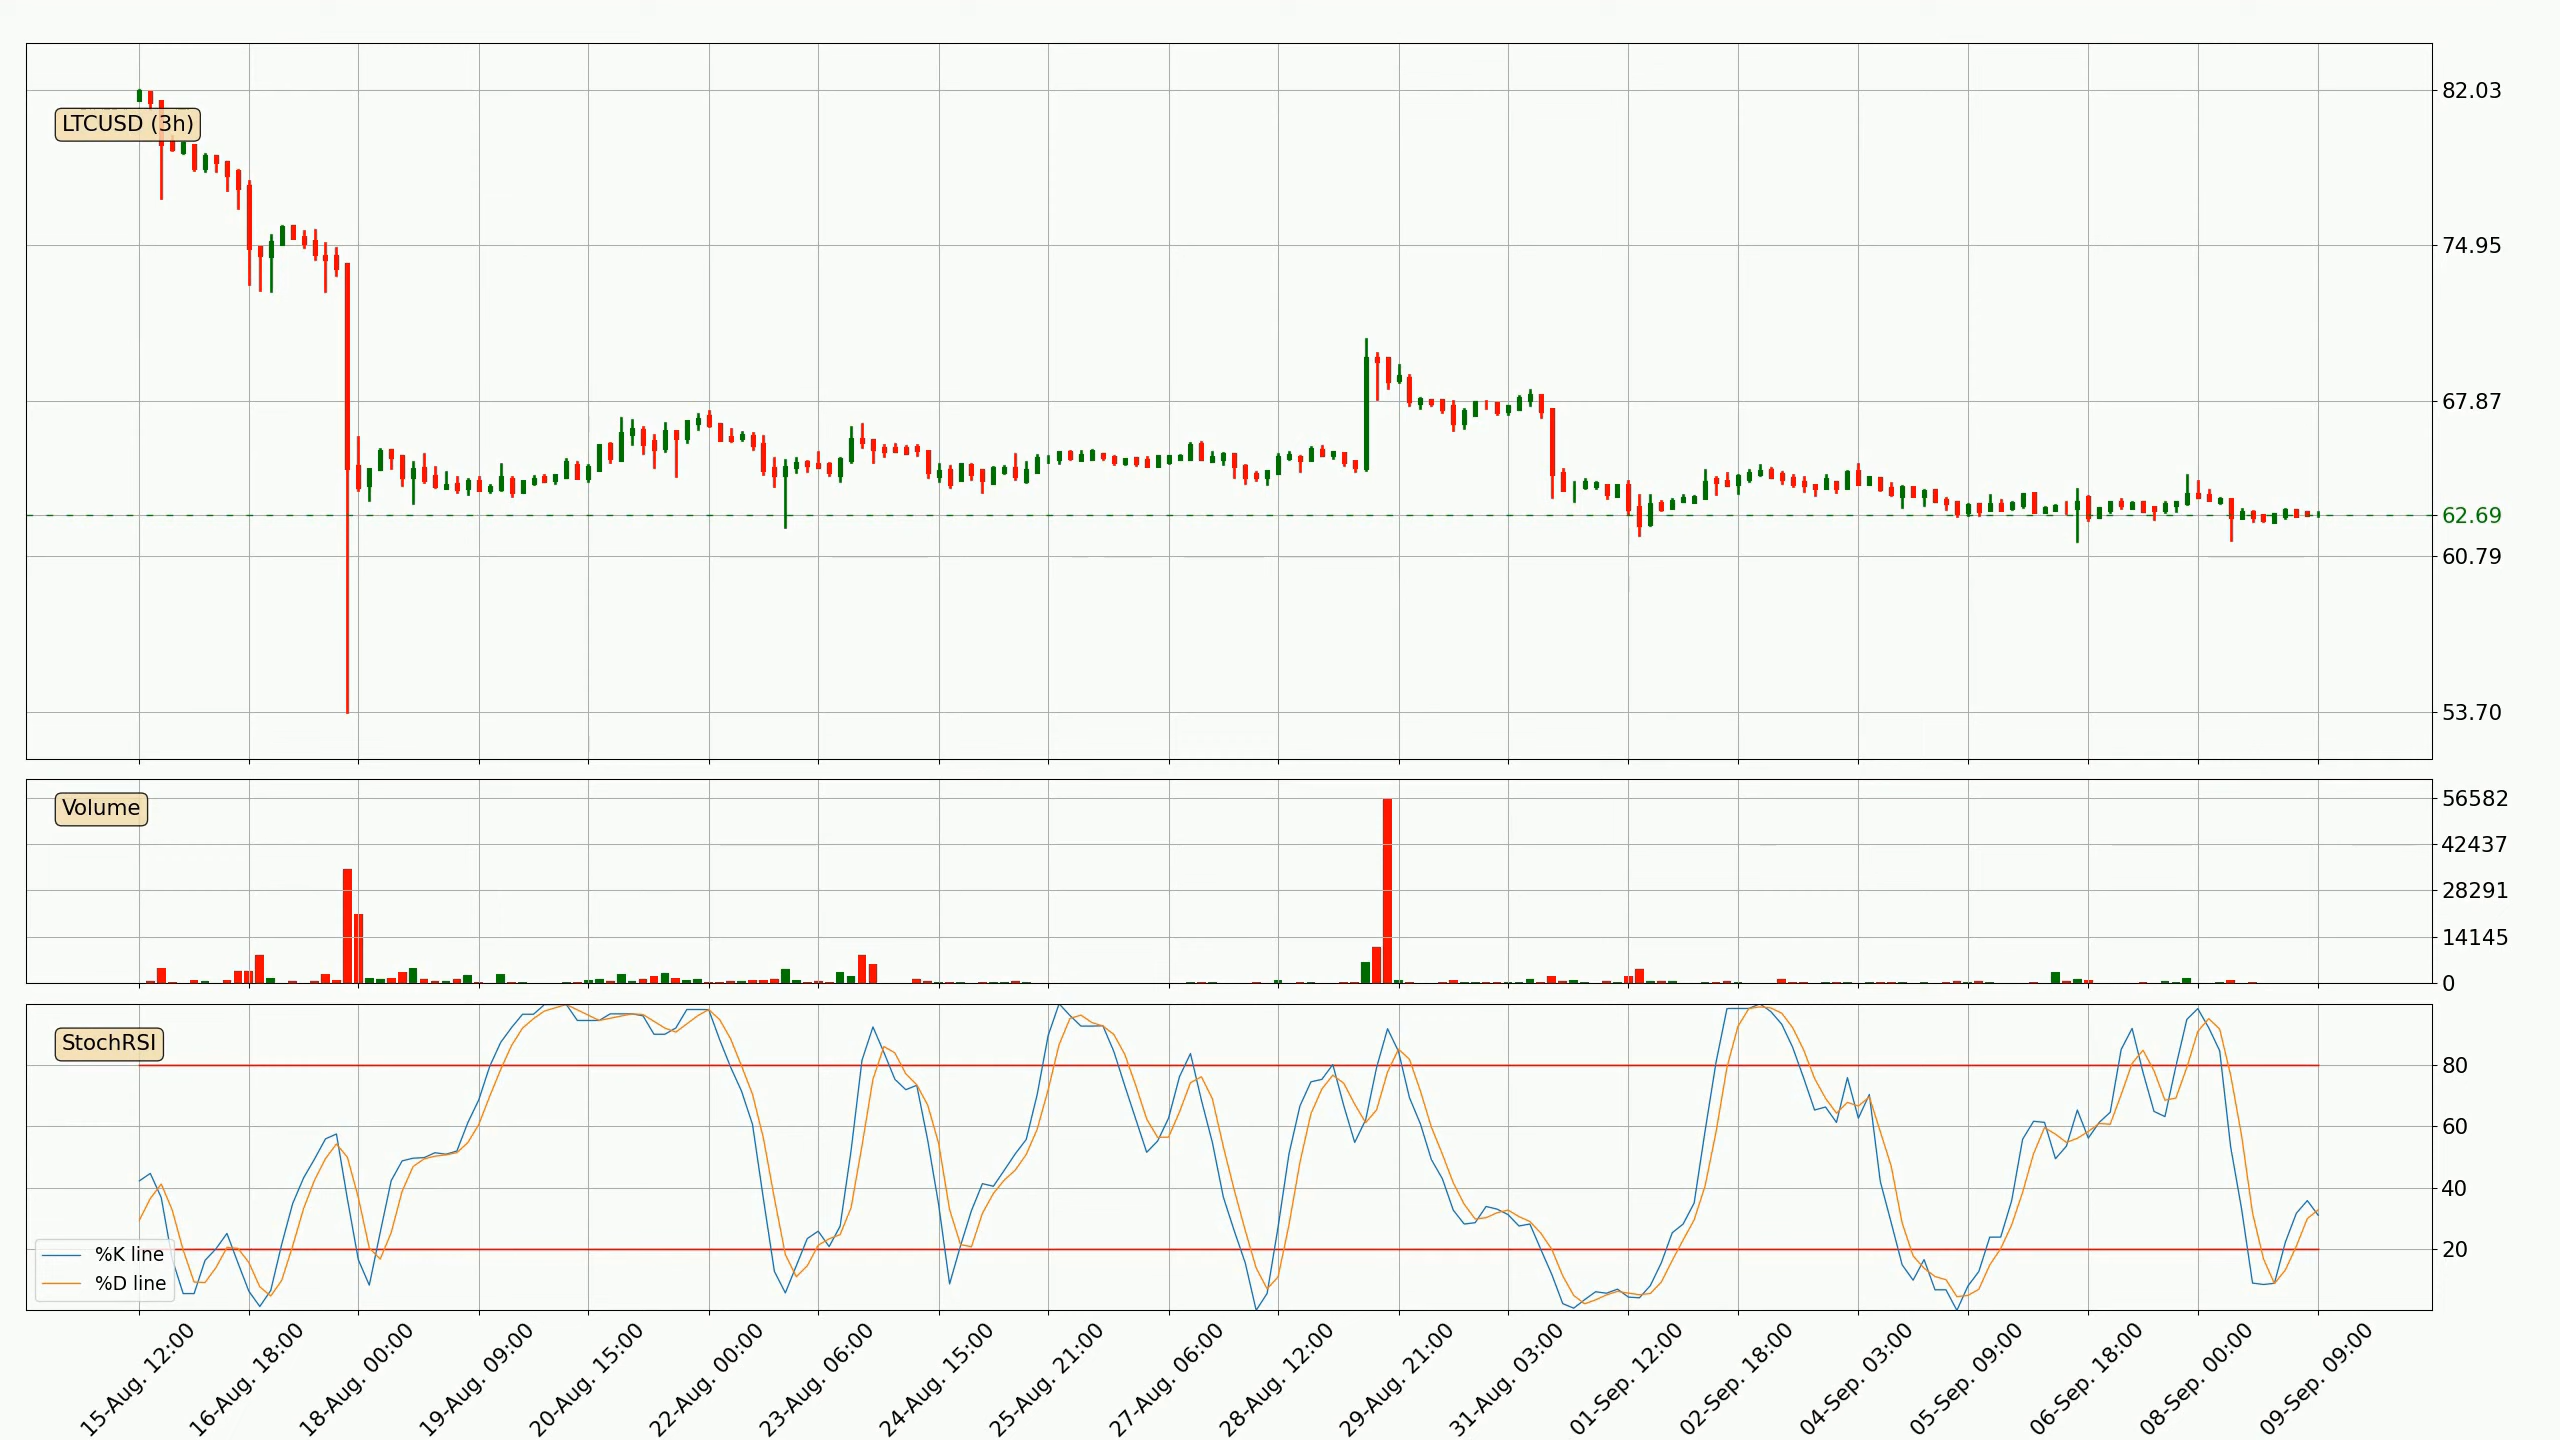 LTCUSD (3h)
82.03
74.95
67.87
62.69
60.79
53.70
Volume
56582
42437
28291
14145
0
StochRSI
80
60
40
20
%K line
%D line
15-Aug. 12:00
16-Aug. 18:00
18-Aug. 00:00
19-Aug. 09:00
20-Aug. 15:00
22-Aug. 00:00
23-Aug. 06:00
24-Aug. 15:00
25-Aug. 21:00
27-Aug. 06:00
28-Aug. 12:00
29-Aug. 21:00
31-Aug. 03:00
01-Sep. 12:00
02-Sep. 18:00
04-Sep. 03:00
05-Sep. 09:00
06-Sep. 18:00
08-Sep. 00:00
09-Sep. 09:00